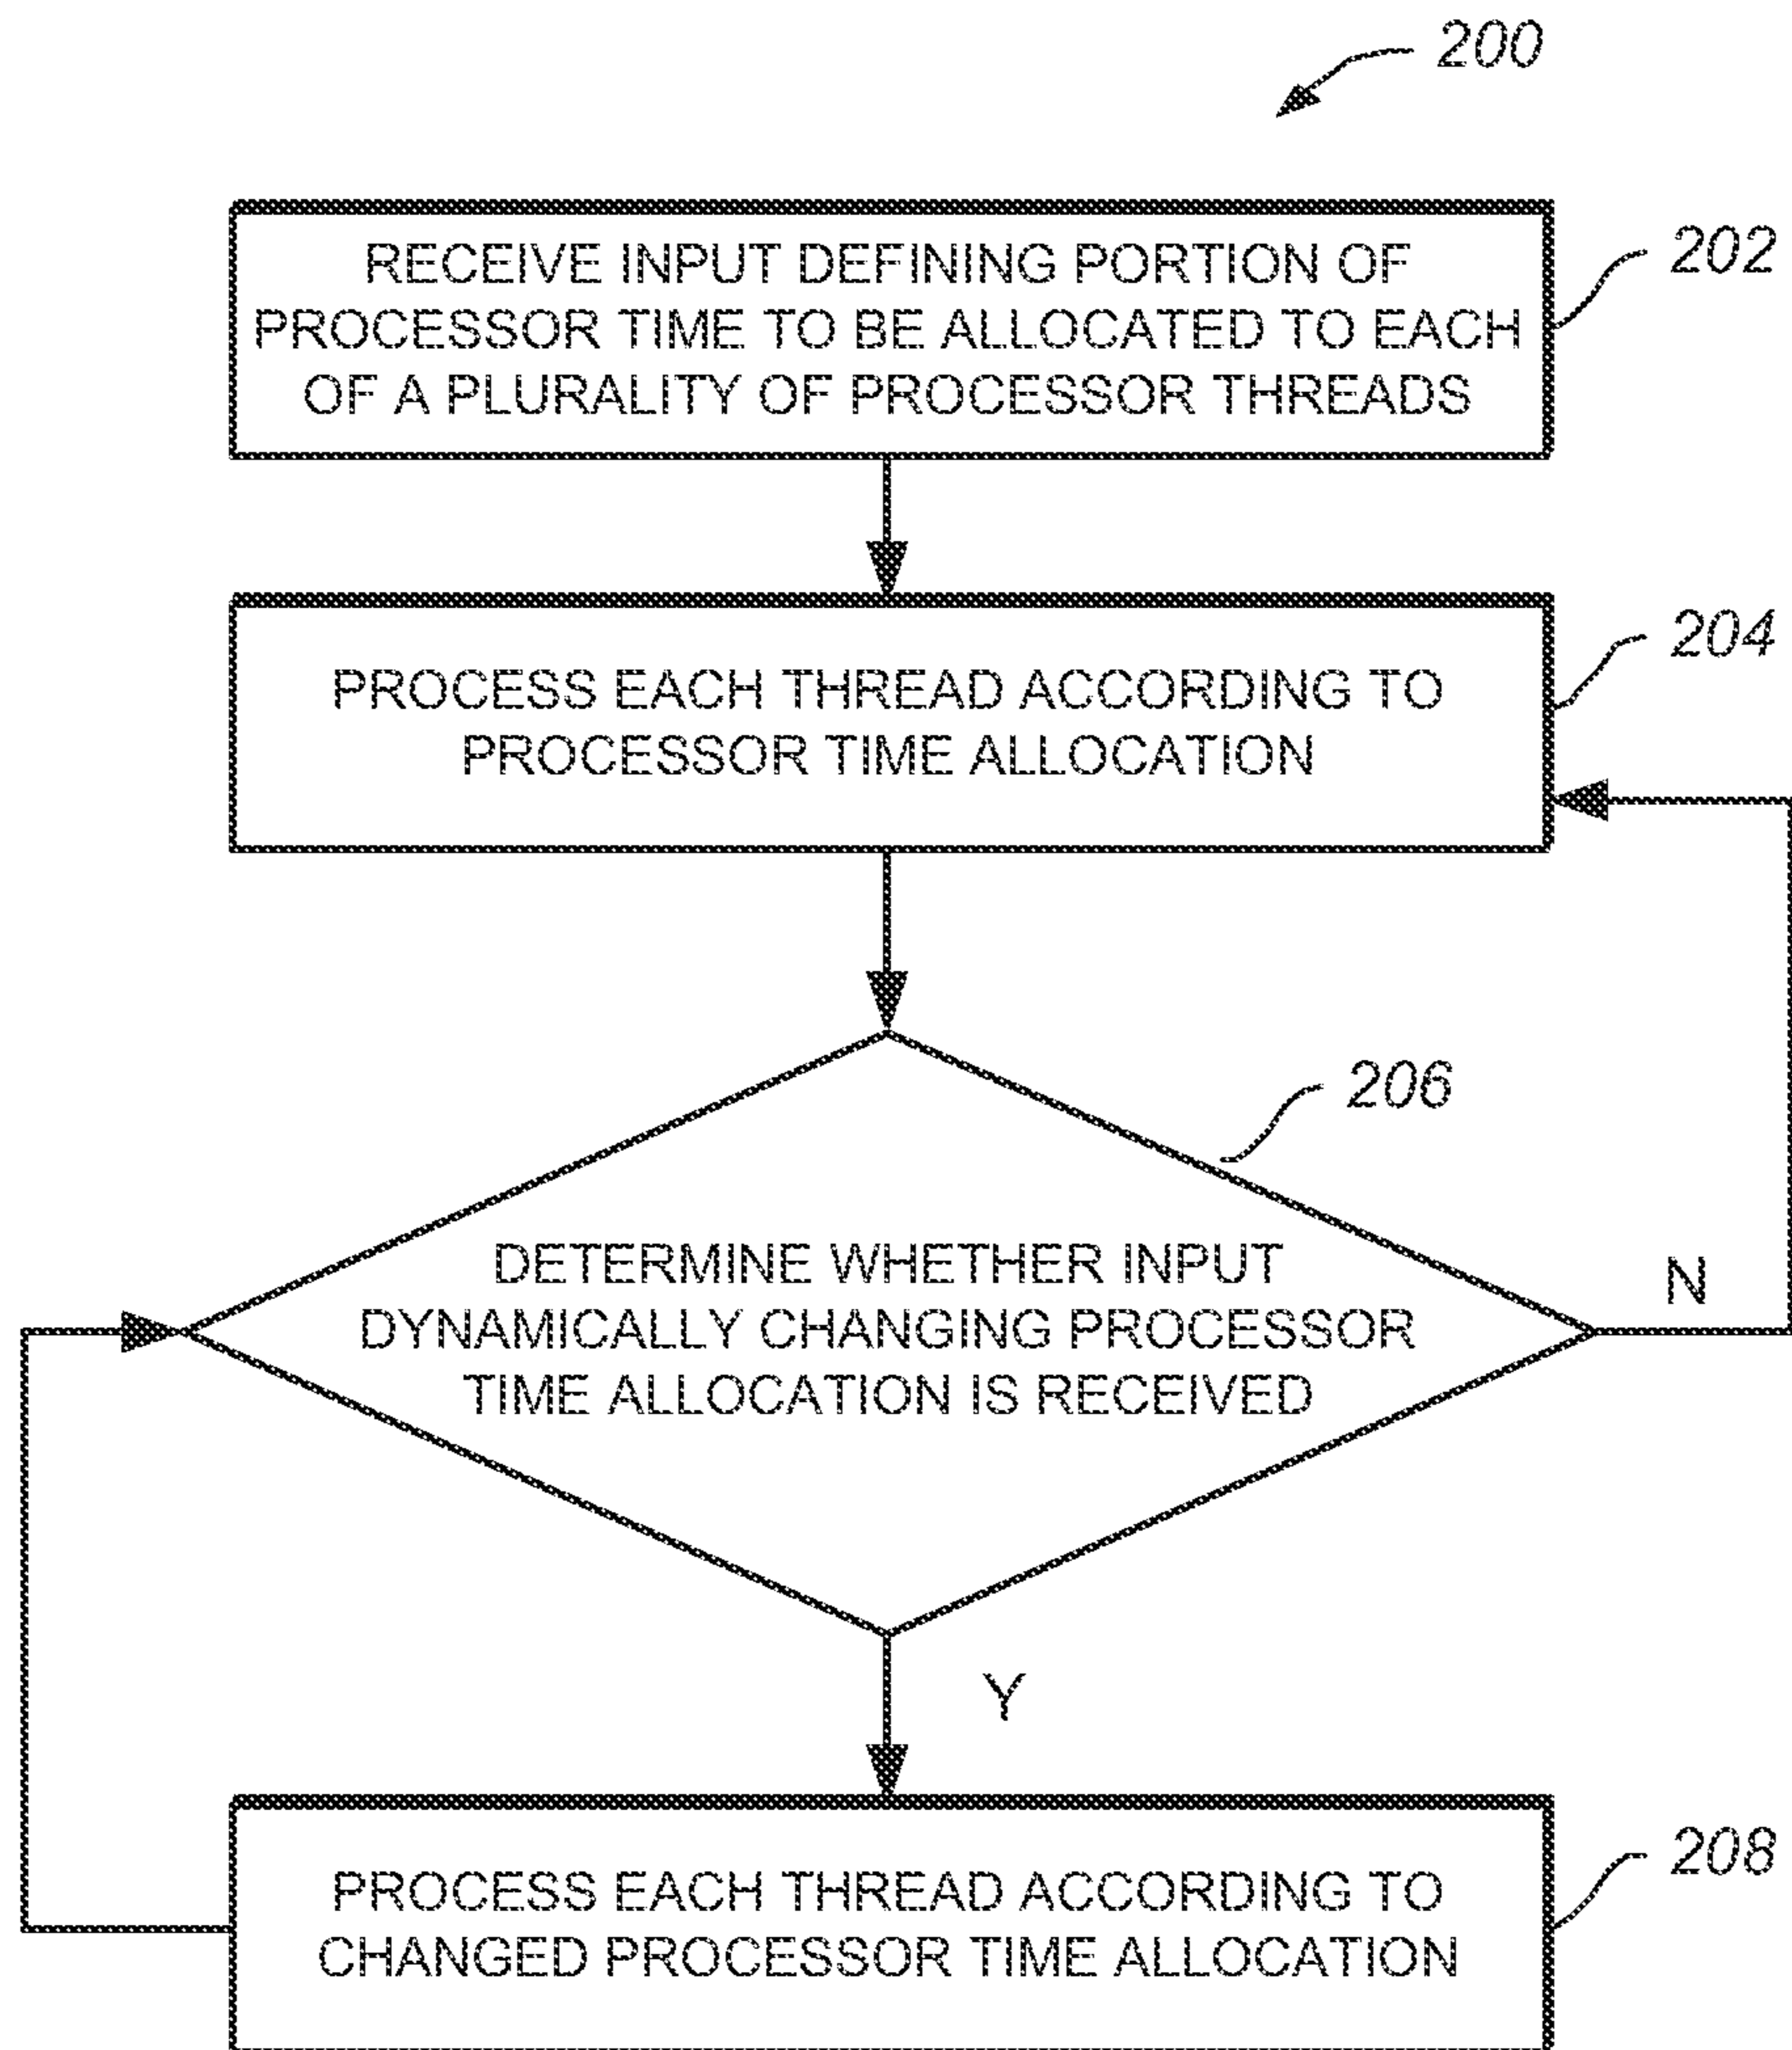 200
RECEIVE INPUT DEFINING PORTION OF
PROCESSOR TIME TO BE ALLOCATED TO EACH
OF A PLURALITY OF PROCESSOR THREADS
202
PROCESS EACH THREAD ACCORDING TO
PROCESSOR TIME ALLOCATION
204
206
DETERMINE WHETHER INPUT
DYNAMICALLY CHANGING PROCESSOR
TIME ALLOCATION IS RECEIVED
N
Y
PROCESS EACH THREAD ACCORDING TO
CHANGED PROCESSOR TIME ALLOCATION
208